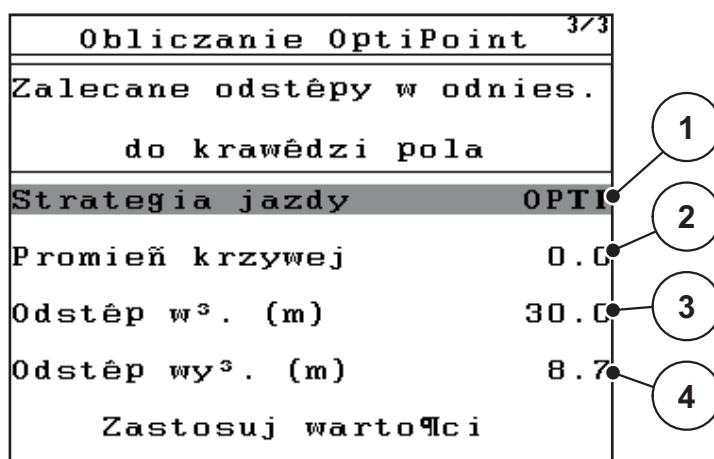 Obliczanie OptiPoint 3/3
Zalecane odstêpy w odnies.
do krawêdzi pola
Strategia jazdy OPTI 1
Promieñ krzywej 0.0 2
Odstêp w³. (m) 30.0 3
Odstêp wy³. (m) 8.7 4
Zastosuj warto¶ci